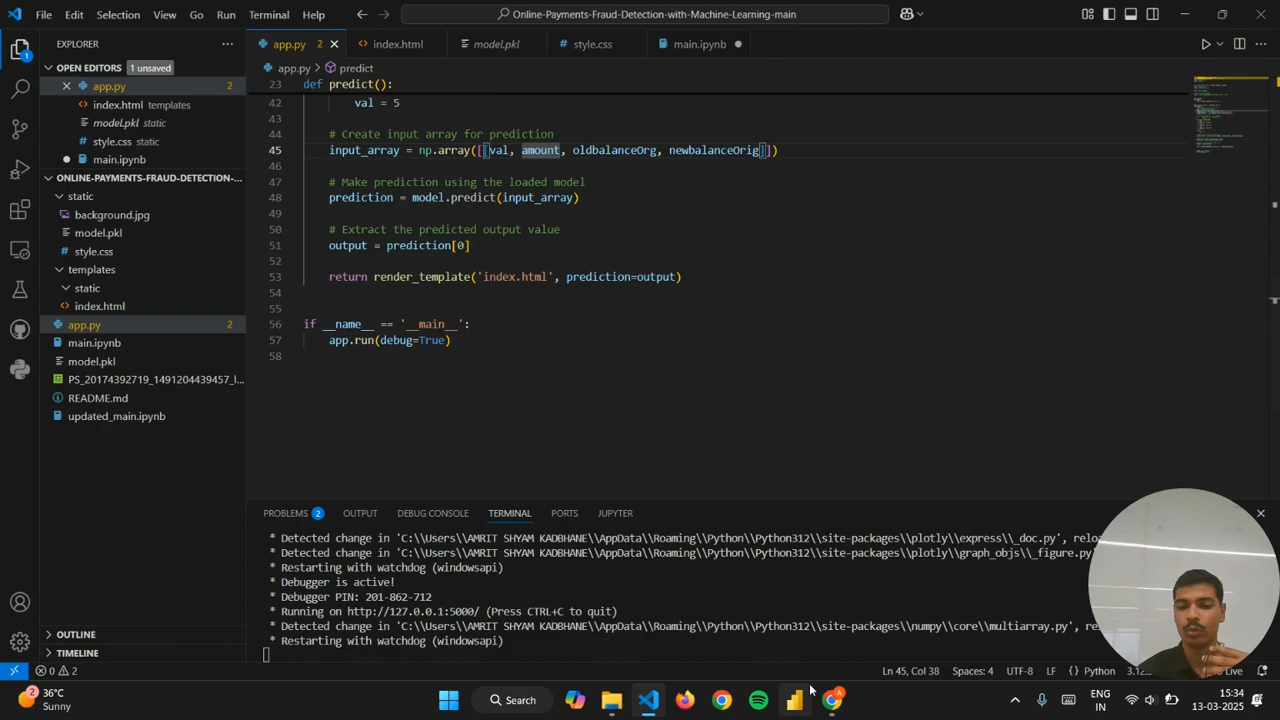 File Edit Selection View Go Run Terminal Help
Online-Payments-Fraud-Detection-with-Machine-Learning-main
EXPLORER
app.py 2
index.html
model.pkl
style.css
main.ipynb
OPEN EDITORS 1 unsaved
app.py > predict
app.py 2
index.html templates
model.pkl static
style.css static
main.ipynb
ONLINE-PAYMENTS-FRAUD-DETECTION-...
static
background.jpg
model.pkl
style.css
templates
static
index.html
app.py 2
main.ipynb
model.pkl
PS_20174392719_1491204439457_l...
README.md
updated_main.ipynb
OUTLINE
TIMELINE
23 def predict():
42 val = 5
43
44 # Create input array for prediction
45 input_array = np.array([[ amount, oldbalanceOrg, newbalanceOrig]])
46
47 # Make prediction using the loaded model
48 prediction = model.predict(input_array)
49
50 # Extract the predicted output value
51 output = prediction[0]
52
53 return render_template('index.html', prediction=output)
54
55
56 if __name__ == '__main__':
57 app.run(debug=True)
58
PROBLEMS 2 OUTPUT DEBUG CONSOLE TERMINAL PORTS JUPYTER
* Detected change in 'C:\\Users\\AMRIT SHYAM KADBHANE\\AppData\\Roaming\\Python\\Python312\\site-packages\\plotly\\express\\_doc.py', relo
* Detected change in 'C:\\Users\\AMRIT SHYAM KADBHANE\\AppData\\Roaming\\Python\\Python312\\site-packages\\plotly\\graph_objs\\_figure.py'
* Restarting with watchdog (windowsapi)
* Debugger is active!
* Debugger PIN: 201-862-712
* Running on http://127.0.0.1:5000/ (Press CTRL+C to quit)
* Detected change in 'C:\\Users\\AMRIT SHYAM KADBHANE\\AppData\\Roaming\\Python\\Python312\\site-packages\\numpy\\core\\multiarray.py', re
* Restarting with watchdog (windowsapi)
0 2
Ln 45, Col 38 Spaces: 4 UTF-8 LF Python 3.12 Live
36°C
Sunny
Search
ENG
IN
15:34
13-03-2025